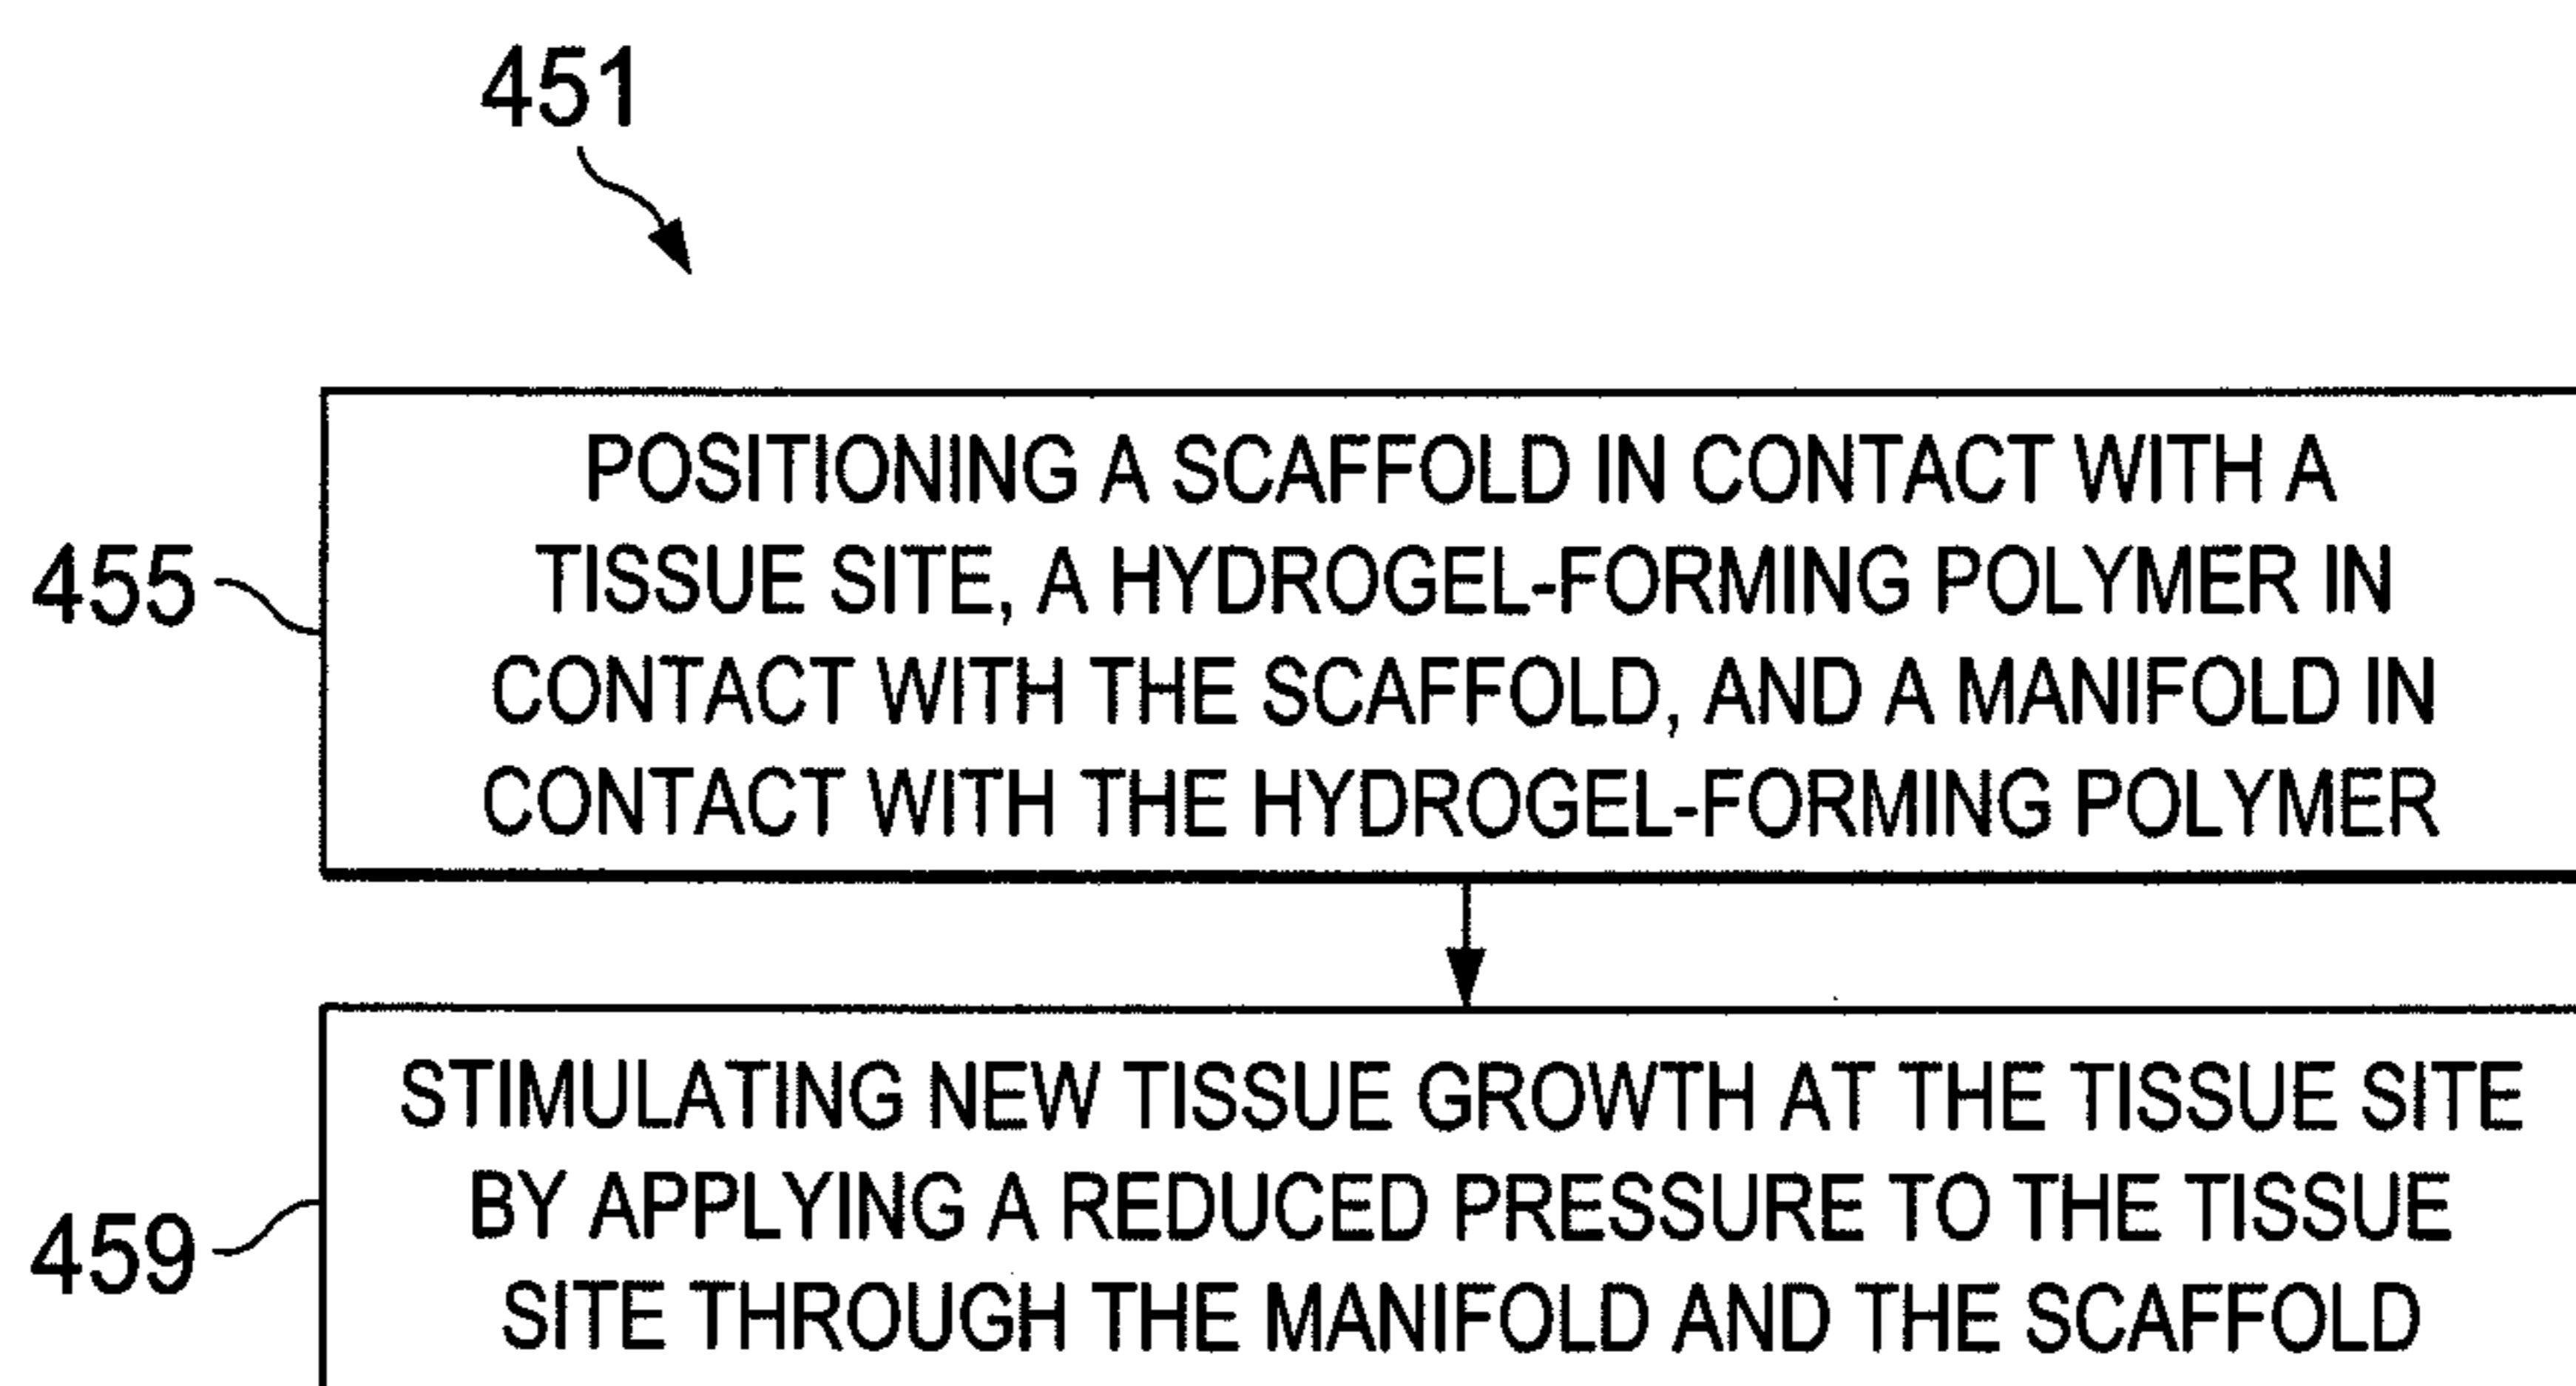 451
455
POSITIONING A SCAFFOLD IN CONTACT WITH A
TISSUE SITE, A HYDROGEL-FORMING POLYMER IN
CONTACT WITH THE SCAFFOLD, AND A MANIFOLD IN
CONTACT WITH THE HYDROGEL-FORMING POLYMER
459
STIMULATING NEW TISSUE GROWTH AT THE TISSUE SITE
BY APPLYING A REDUCED PRESSURE TO THE TISSUE
SITE THROUGH THE MANIFOLD AND THE SCAFFOLD